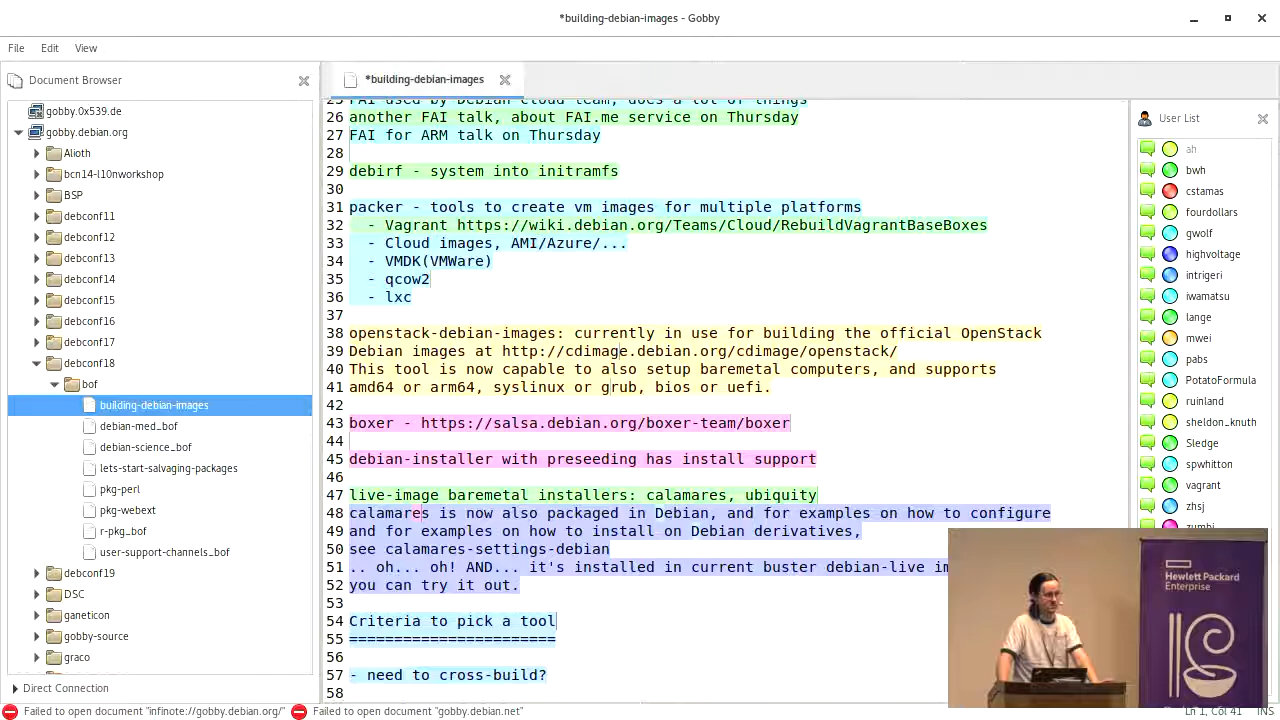 *building-debian-images - Gobby
File Edit View
Document Browser
gobby.0x539.de
gobby.debian.org
Alioth
bcn14-l10nworkshop
BSP
debconf11
debconf12
debconf13
debconf14
debconf15
debconf16
debconf17
debconf18
bof
building-debian-images
debian-med_bof
debian-science_bof
lets-start-salvaging-packages
pkg-perl
pkg-webext
r-pkg_bof
user-support-channels_bof
debconf19
DSC
ganeticon
gobby-source
graco
Direct Connection
*building-debian-images
25 FAI used by Debian Cloud team, does a lot of things
26 another FAI talk, about FAI.me service on Thursday
27 FAI for ARM talk on Thursday
28
29 debirf - system into initramfs
30
31 packer - tools to create vm images for multiple platforms
32 - Vagrant https://wiki.debian.org/Teams/Cloud/RebuildVagrantBaseBoxes
33 - Cloud images, AMI/Azure/...
34 - VMDK(VMWare)
35 - qcow2
36 - lxc
37
38 openstack-debian-images: currently in use for building the official OpenStack
39 Debian images at http://cdimage.debian.org/cdimage/openstack/
40 This tool is now capable to also setup baremetal computers, and supports
41 amd64 or arm64, syslinux or grub, bios or uefi.
42
43 boxer - https://salsa.debian.org/boxer-team/boxer
44
45 debian-installer with preseeding has install support
46
47 live-image baremetal installers: calamares, ubiquity
48 calamares is now also packaged in Debian, and for examples on how to configure
49 and for examples on how to install on Debian derivatives,
50 see calamares-settings-debian
51 .. oh... oh! AND... it's installed in current buster debian-live
52 you can try it out.
53
54 Criteria to pick a tool
55 =======================
56
57 - need to cross-build?
58
User List
ah
bwh
cstamas
fourdollars
gwolf
highvoltage
intrigeri
iwamatsu
lange
mwei
pabs
PotatoFormula
ruinland
sheldon_knuth
Sledge
spwhitton
vagrant
zhsj
zumbi
Hewlett Packard
Enterprise
Failed to open document "infinote://gobby.debian.org/"
Failed to open document "gobby.debian.net"
Ln 1, Col 41 INS